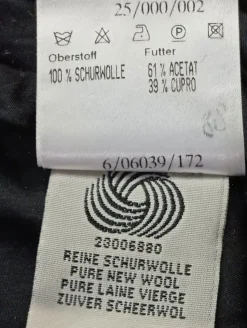 25/000/002
Oberstoff Futter
100 % SCHURWOLLE 61 % ACETAT
39 % CUPRO
6/06039/172
23006880
REINE SCHURWOLLE
PURE NEW WOOL
PURE LAINE VIERGE
ZUIVER SCHEERWOL